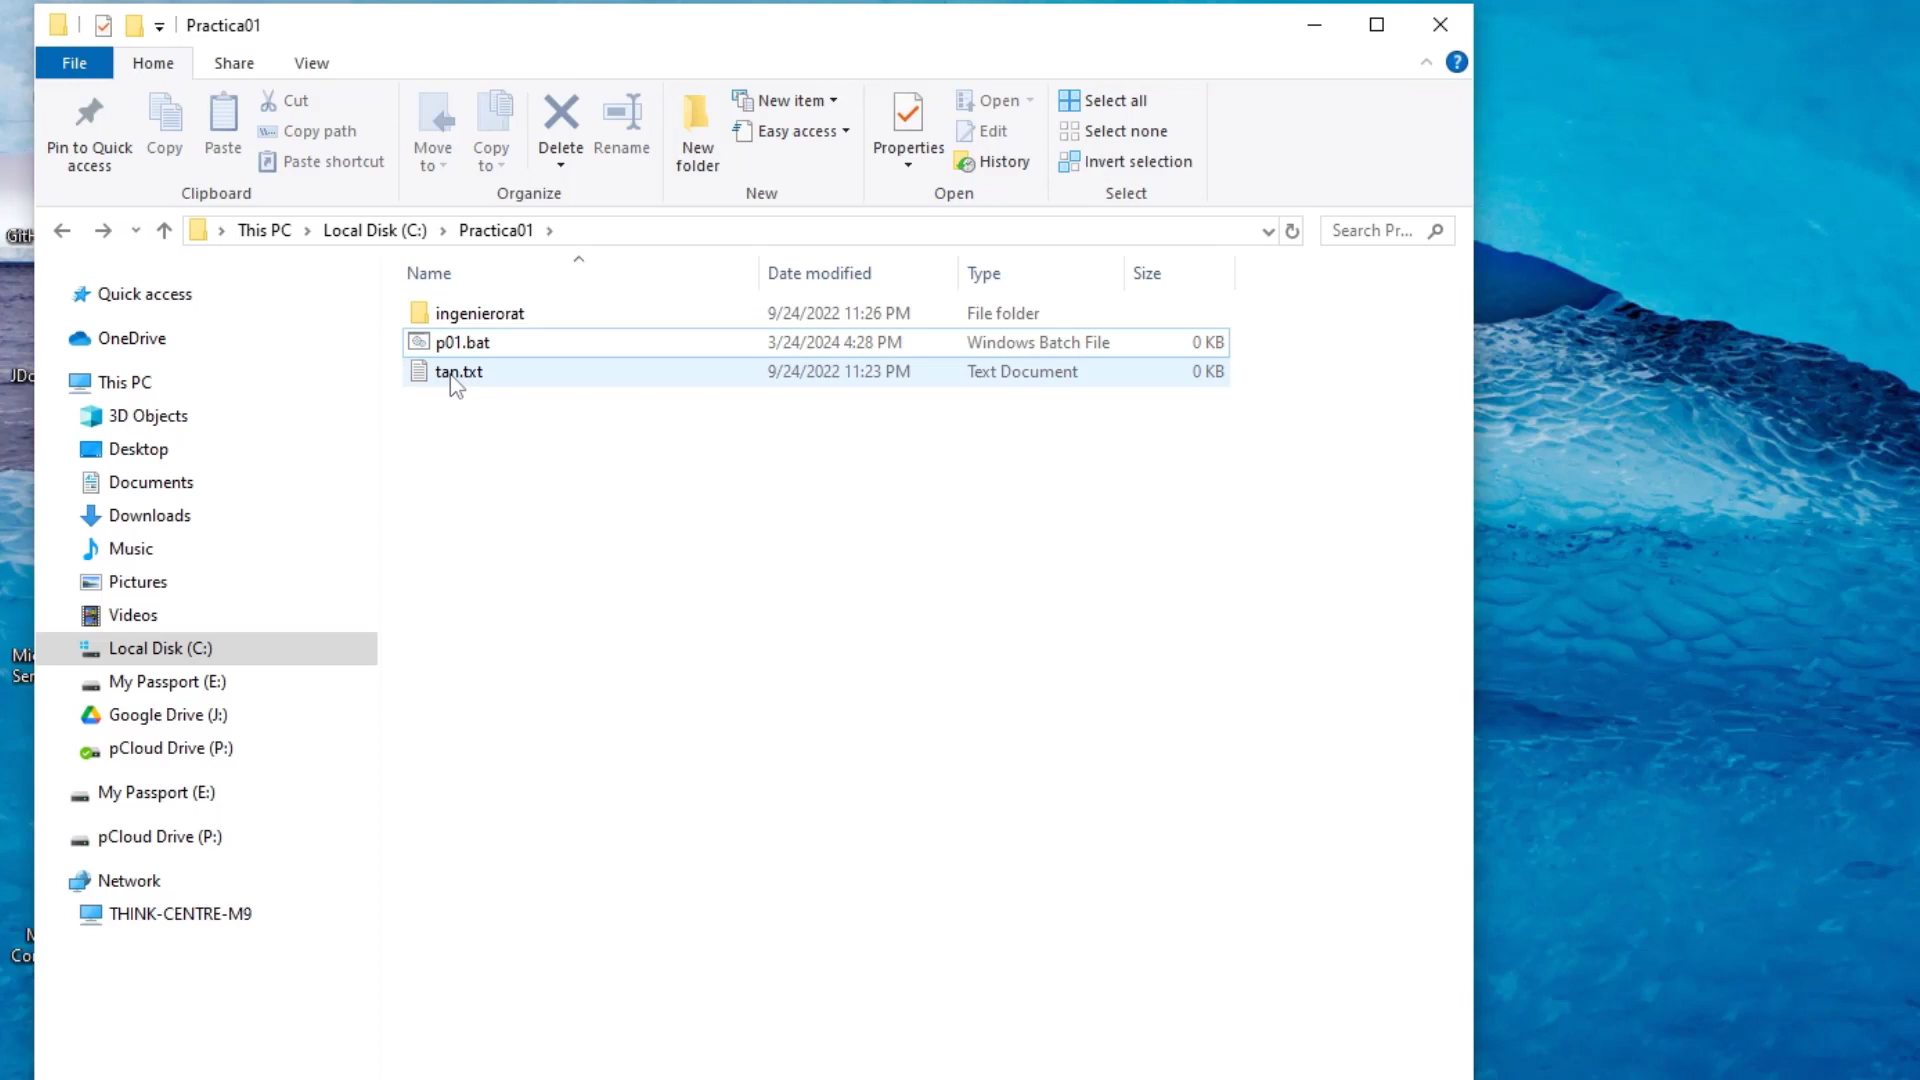 Practica01
File Home Share View
Pin to Quick access
Copy
Paste
Cut
Copy path
Paste shortcut
Clipboard
Move to
Copy to
Delete
Rename
Organize
New folder
New item
Easy access
New
Properties
Open
Edit
History
Open
Select all
Select none
Invert selection
Select
This PC > Local Disk (C:) > Practica01 >
Search Pr...
Name Date modified Type Size
ingenierorat 9/24/2022 11:26 PM File folder
p01.bat 3/24/2024 4:28 PM Windows Batch File 0 KB
tan.txt 9/24/2022 11:23 PM Text Document 0 KB
Quick access
OneDrive
This PC
3D Objects
Desktop
Documents
Downloads
Music
Pictures
Videos
Local Disk (C:)
My Passport (E:)
Google Drive (J:)
pCloud Drive (P:)
My Passport (E:)
pCloud Drive (P:)
Network
THINK-CENTRE-M9